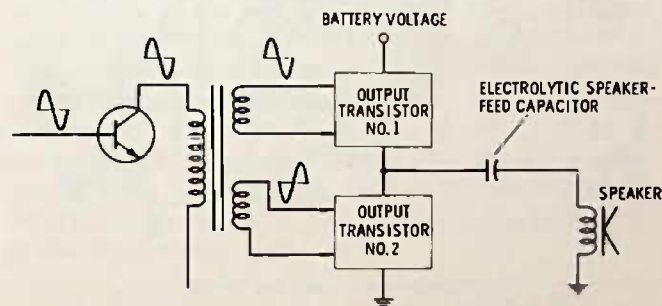 BATTERY VOLTAGE
OUTPUT
TRANSISTOR
NO. 1
ELECTROLYTIC SPEAKER-
FEED CAPACITOR
SPEAKER
OUTPUT
TRANSISTOR
NO. 2